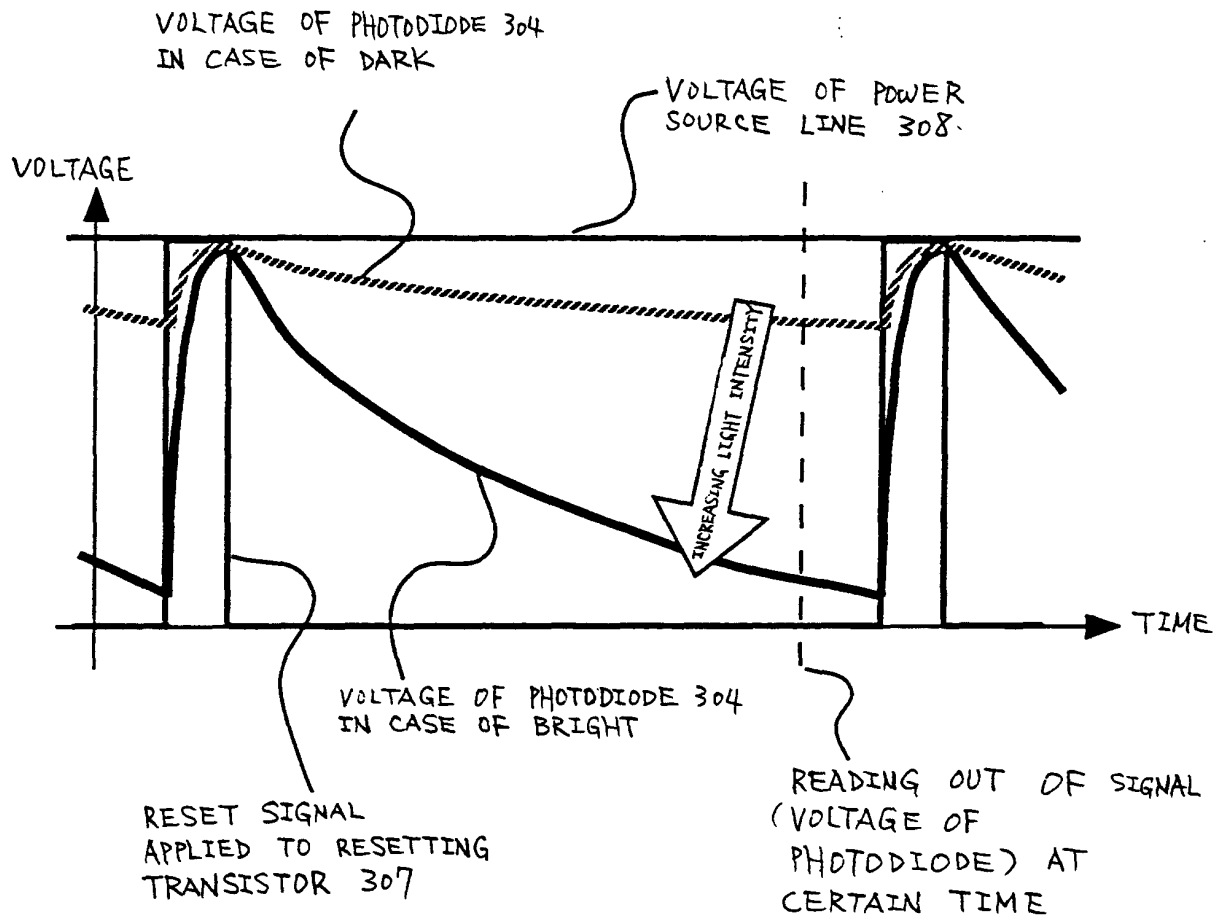 VOLTAGE OF PHOTODIODE 304
IN CASE OF DARK
VOLTAGE OF POWER
SOURCE LINE 308.
VOLTAGE
INCREASING LIGHT INTENSITY
TIME
VOLTAGE OF PHOTODIODE 304
IN CASE OF BRIGHT
RESET SIGNAL
APPLIED TO RESETTING
TRANSISTOR 307
READING OUT OF SIGNAL
(VOLTAGE OF
PHOTODIODE) AT
CERTAIN TIME